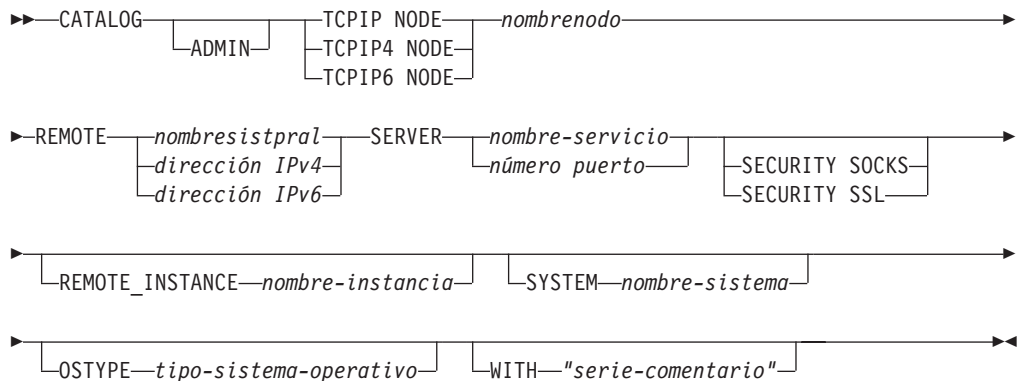 CATALOG TCPIP NODE nombrenodo
ADMIN TCPIP4 NODE
TCPIP6 NODE
REMOTE nombresistpral SERVER nombre-servicio
dirección IPv4 número puerto SECURITY SOCKS
dirección IPv6 SECURITY SSL
REMOTE_INSTANCE nombre-instancia SYSTEM nombre-sistema
OSTYPE tipo-sistema-operativo WITH "serie-comentario"